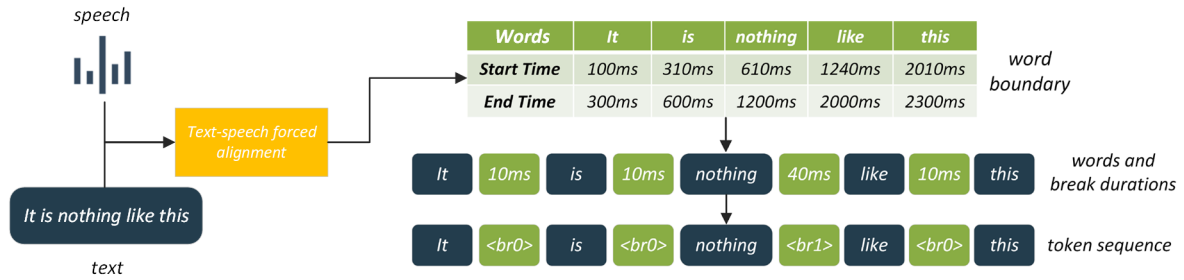 speech
Words It is nothing like this
Start Time 100ms 310ms 610ms 1240ms 2010ms
End Time 300ms 600ms 1200ms 2000ms 2300ms
word
boundary
Text-speech forced
alignment
It 10ms is 10ms nothing 40ms like 10ms this
words and
break durations
It is nothing like this
It <br0> is <br0> nothing <br1> like <br0> this
token sequence
text